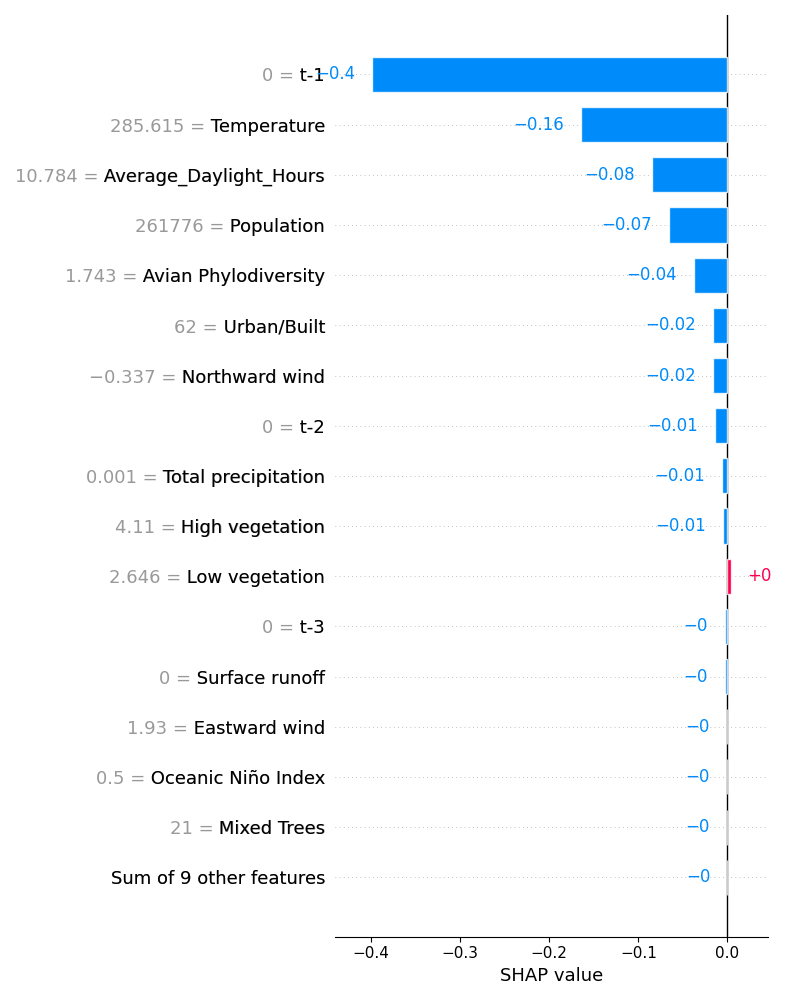 0 = t-1 −0.4
285.615 = Temperature −0.16
10.784 = Average_Daylight_Hours −0.08
261776 = Population −0.07
1.743 = Avian Phylodiversity −0.04
62 = Urban/Built −0.02
−0.337 = Northward wind −0.02
0 = t-2 −0.01
0.001 = Total precipitation −0.01
4.11 = High vegetation −0.01
2.646 = Low vegetation +0
0 = t-3 −0
0 = Surface runoff −0
1.93 = Eastward wind −0
0.5 = Oceanic Niño Index −0
21 = Mixed Trees −0
Sum of 9 other features −0
−0.4 −0.3 −0.2 −0.1 0.0
SHAP value